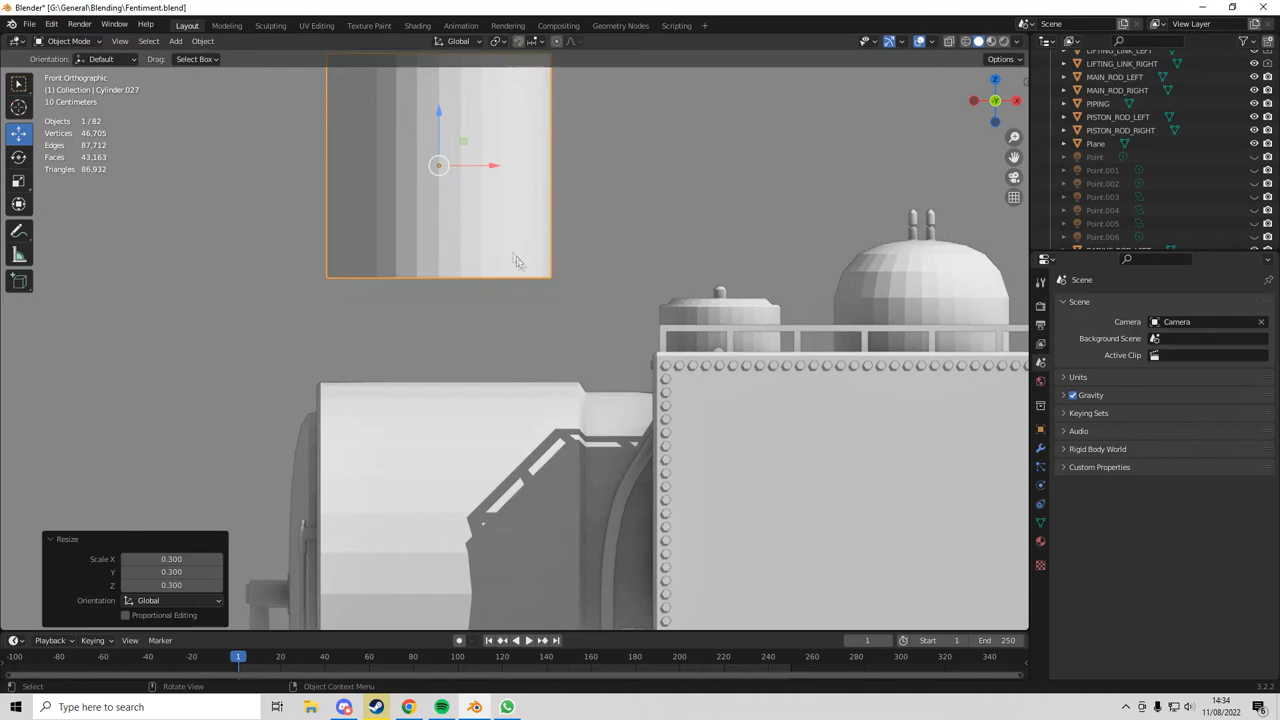 Blender* [G:\General\Blending\Fentiment.blend]
File Edit Render Window Help Layout Modeling Sculpting UV Editing Texture Paint Shading Animation Rendering Compositing Geometry Nodes Scripting + Scene View Layer
Object Mode View Select Add Object Global Options
Orientation: Default Drag: Select Box
Front Orthographic
(1) Collection | Cylinder.027
10 Centimeters
Objects 1 / 82
Vertices 46,705
Edges 87,712
Faces 43,163
Triangles 86,932
Z
X
Y
LIFTING_LINK_LEFT
LIFTING_LINK_RIGHT
MAIN_ROD_LEFT
MAIN_ROD_RIGHT
PIPING
PISTON_ROD_LEFT
PISTON_ROD_RIGHT
Plane
Point
Point.001
Point.002
Point.003
Point.004
Point.005
Point.006
Scene
Scene
Camera Camera
Background Scene
Active Clip
Units
Gravity
Keying Sets
Audio
Rigid Body World
Custom Properties
Resize
Scale X 0.300
Y 0.300
Z 0.300
Orientation Global
Proportional Editing
Playback Keying View Marker 1 Start 1 End 250
-100 -80 -60 -40 -20 1 20 40 60 80 100 120 140 160 180 200 220 240 260 280 300 320 340
Select Rotate View Object Context Menu 3.2.2
Type here to search 14:34
11/08/2022 6